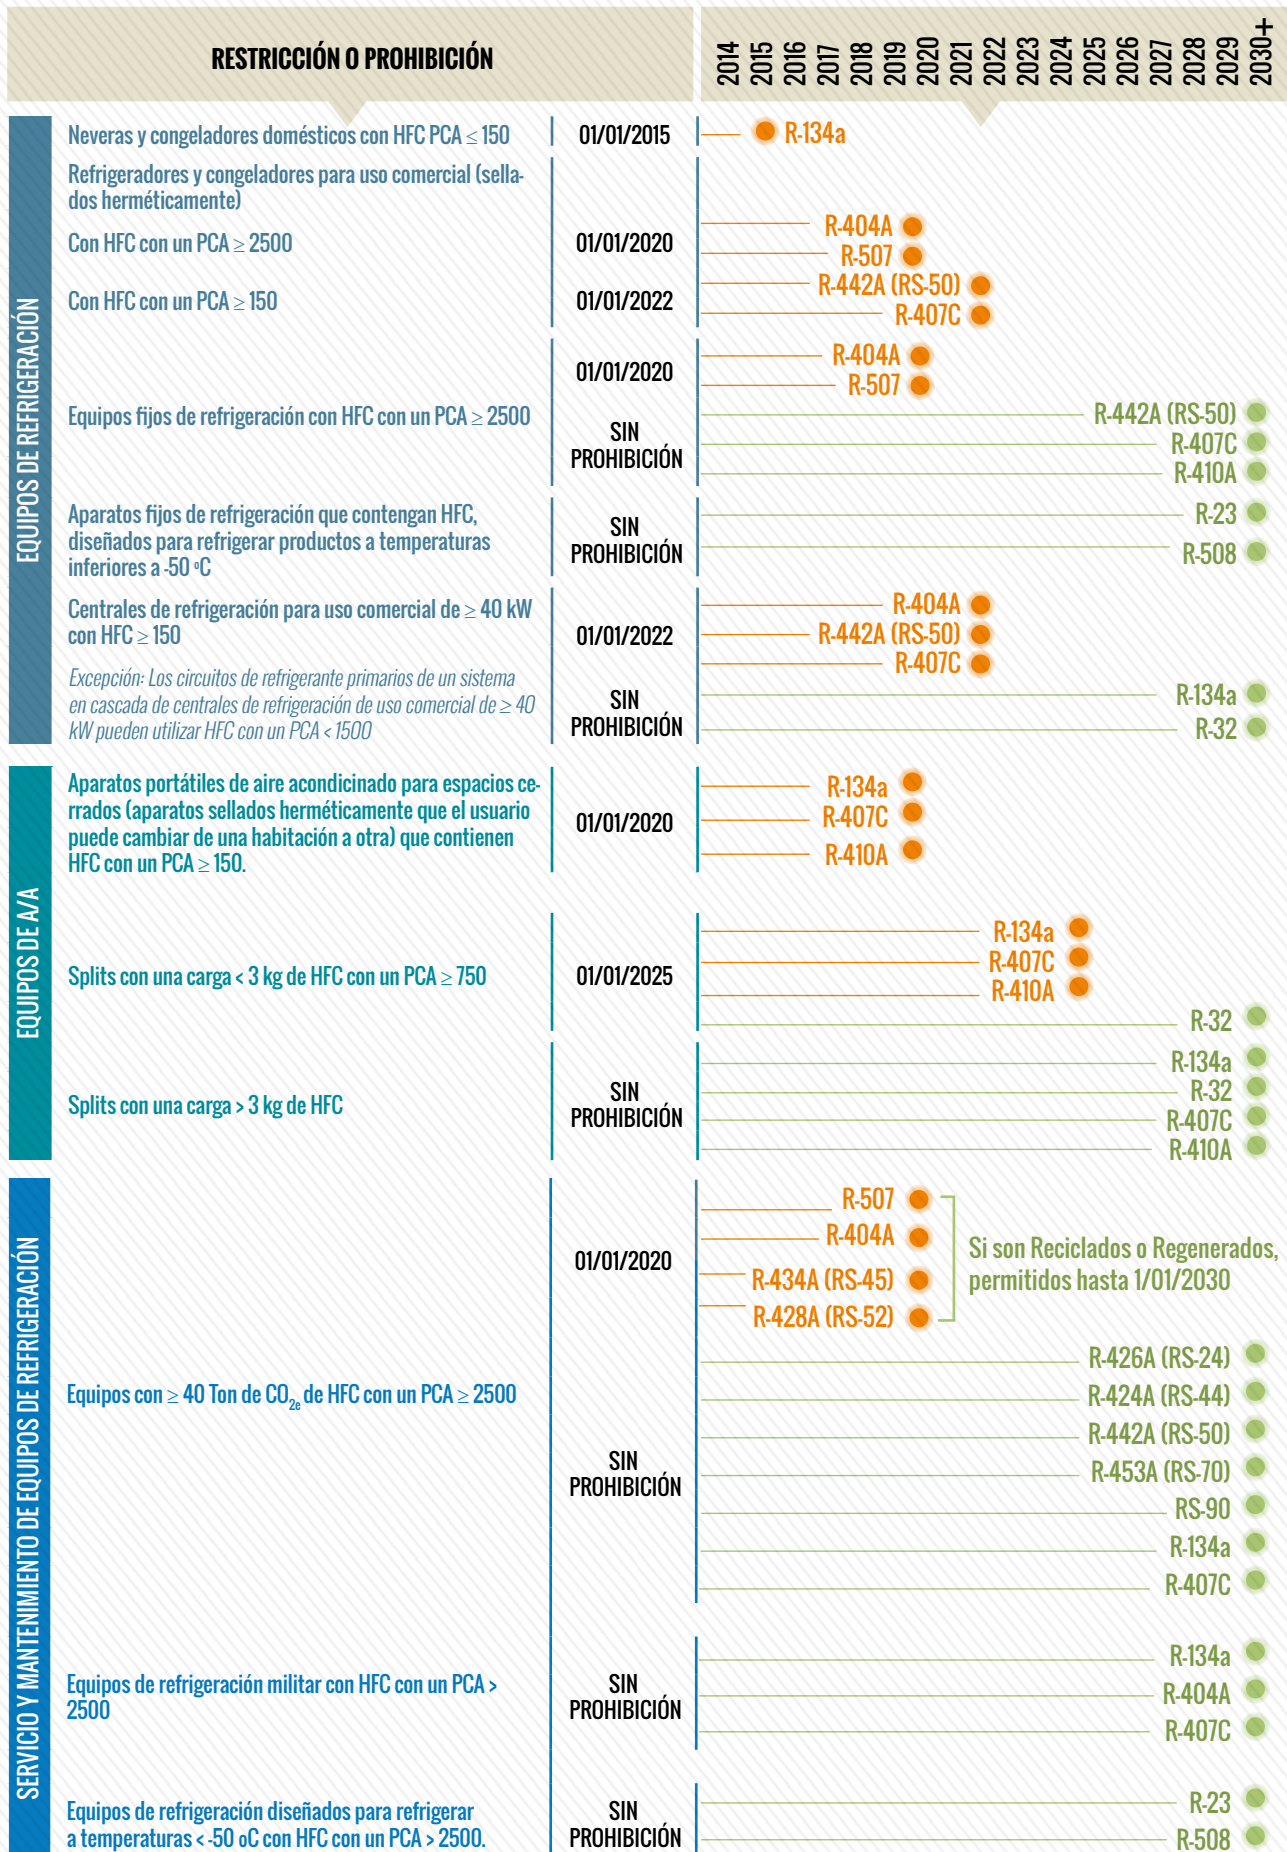 RESTRICCIÓN O PROHIBICIÓN
2014 2015 2016 2017 2018 2019 2020 2021 2022 2023 2024 2025 2026 2027 2028 2029 2030+
EQUIPOS DE REFRIGERACIÓN
Neveras y congeladores domésticos con HFC PCA ≤ 150
01/01/2015
R-134a
Refrigeradores y congeladores para uso comercial (sella-
dos herméticamente)
Con HFC con un PCA ≥ 2500
01/01/2020
R-404A
R-507
Con HFC con un PCA ≥ 150
01/01/2022
R-442A (RS-50)
R-407C
Equipos fijos de refrigeración con HFC con un PCA ≥ 2500
01/01/2020
R-404A
R-507
SIN
PROHIBICIÓN
R-442A (RS-50)
R-407C
R-410A
Aparatos fijos de refrigeración que contengan HFC,
diseñados para refrigerar productos a temperaturas
inferiores a -50 ºC
SIN
PROHIBICIÓN
R-23
R-508
Centrales de refrigeración para uso comercial de ≥ 40 kW
con HFC ≥ 150
01/01/2022
R-404A
R-442A (RS-50)
R-407C
Excepción: Los circuitos de refrigerante primarios de un sistema
en cascada de centrales de refrigeración de uso comercial de ≥ 40
kW pueden utilizar HFC con un PCA < 1500
SIN
PROHIBICIÓN
R-134a
R-32
EQUIPOS DE A/A
Aparatos portátiles de aire acondicinado para espacios ce-
rrados (aparatos sellados herméticamente que el usuario
puede cambiar de una habitación a otra) que contienen
HFC con un PCA ≥ 150.
01/01/2020
R-134a
R-407C
R-410A
Splits con una carga < 3 kg de HFC con un PCA ≥ 750
01/01/2025
R-134a
R-407C
R-410A
R-32
Splits con una carga > 3 kg de HFC
SIN
PROHIBICIÓN
R-134a
R-32
R-407C
R-410A
SERVICIO Y MANTENIMIENTO DE EQUIPOS DE REFRIGERACIÓN
Equipos con ≥ 40 Ton de CO2e de HFC con un PCA ≥ 2500
01/01/2020
R-507
R-404A
R-434A (RS-45)
R-428A (RS-52)
Si son Reciclados o Regenerados,
permitidos hasta 1/01/2030
SIN
PROHIBICIÓN
R-426A (RS-24)
R-424A (RS-44)
R-442A (RS-50)
R-453A (RS-70)
RS-90
R-134a
R-407C
Equipos de refrigeración militar con HFC con un PCA >
2500
SIN
PROHIBICIÓN
R-134a
R-404A
R-407C
Equipos de refrigeración diseñados para refrigerar
a temperaturas < -50 oC con HFC con un PCA > 2500.
SIN
PROHIBICIÓN
R-23
R-508